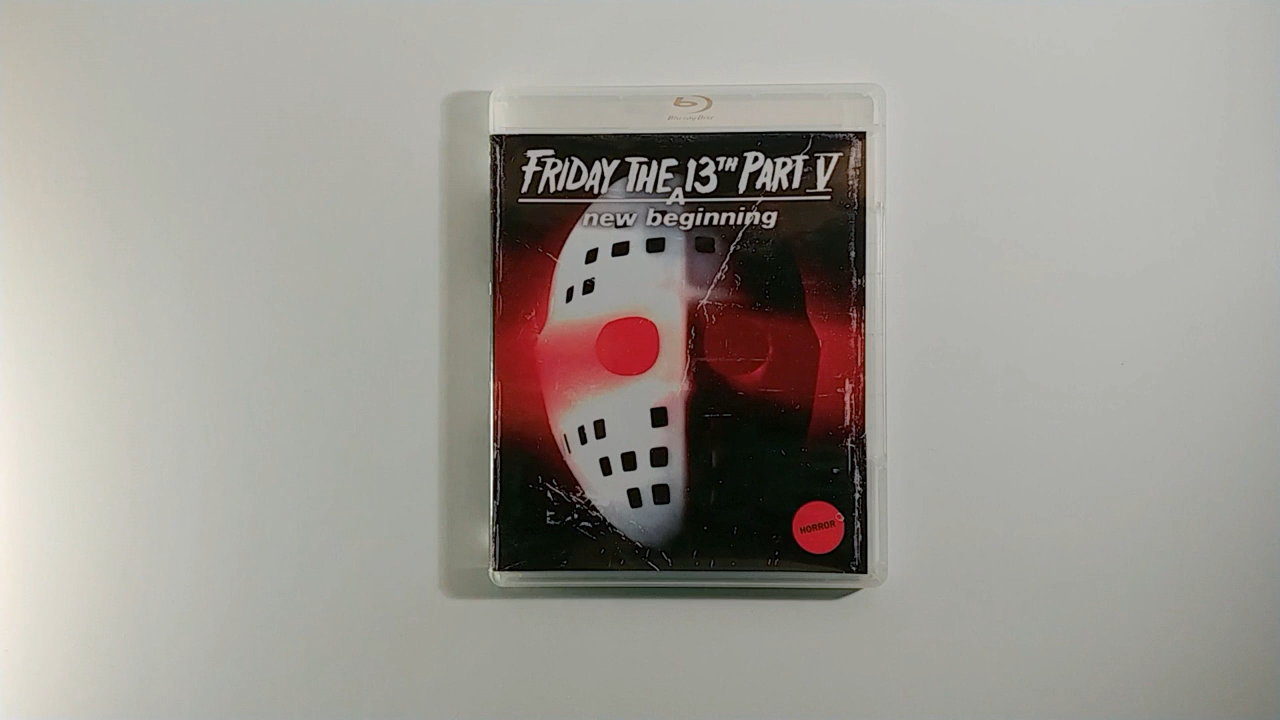 Blu-ray Disc
FRIDAY THE 13TH PART V
A
new beginning
HORROR